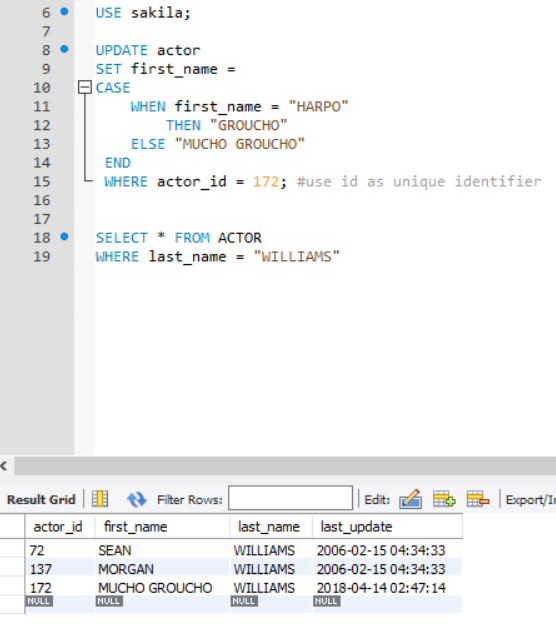 6 USE sakila;
7
8 UPDATE actor
9 SET first_name =
10 CASE
11 WHEN first_name = "HARPO"
12 THEN "GROUCHO"
13 ELSE "MUCHO GROUCHO"
14 END
15 WHERE actor_id = 172; #use id as unique identifier
16
17
18 SELECT * FROM ACTOR
19 WHERE last_name = "WILLIAMS"
Result Grid Filter Rows: Edit: Export/I
actor_id first_name last_name last_update
72 SEAN WILLIAMS 2006-02-15 04:34:33
137 MORGAN WILLIAMS 2006-02-15 04:34:33
172 MUCHO GROUCHO WILLIAMS 2018-04-14 02:47:14
NULL NULL NULL NULL